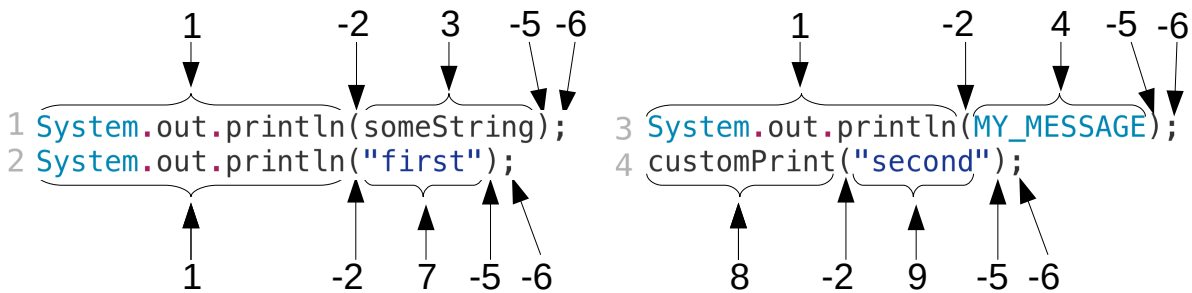 1 -2 3 -5 -6 1 -2 4 -5 -6
1 System.out.println(someString);
2 System.out.println("first");
3 System.out.println(MY_MESSAGE);
4 customPrint("second");
1 -2 7 -5 -6 8 -2 9 -5 -6